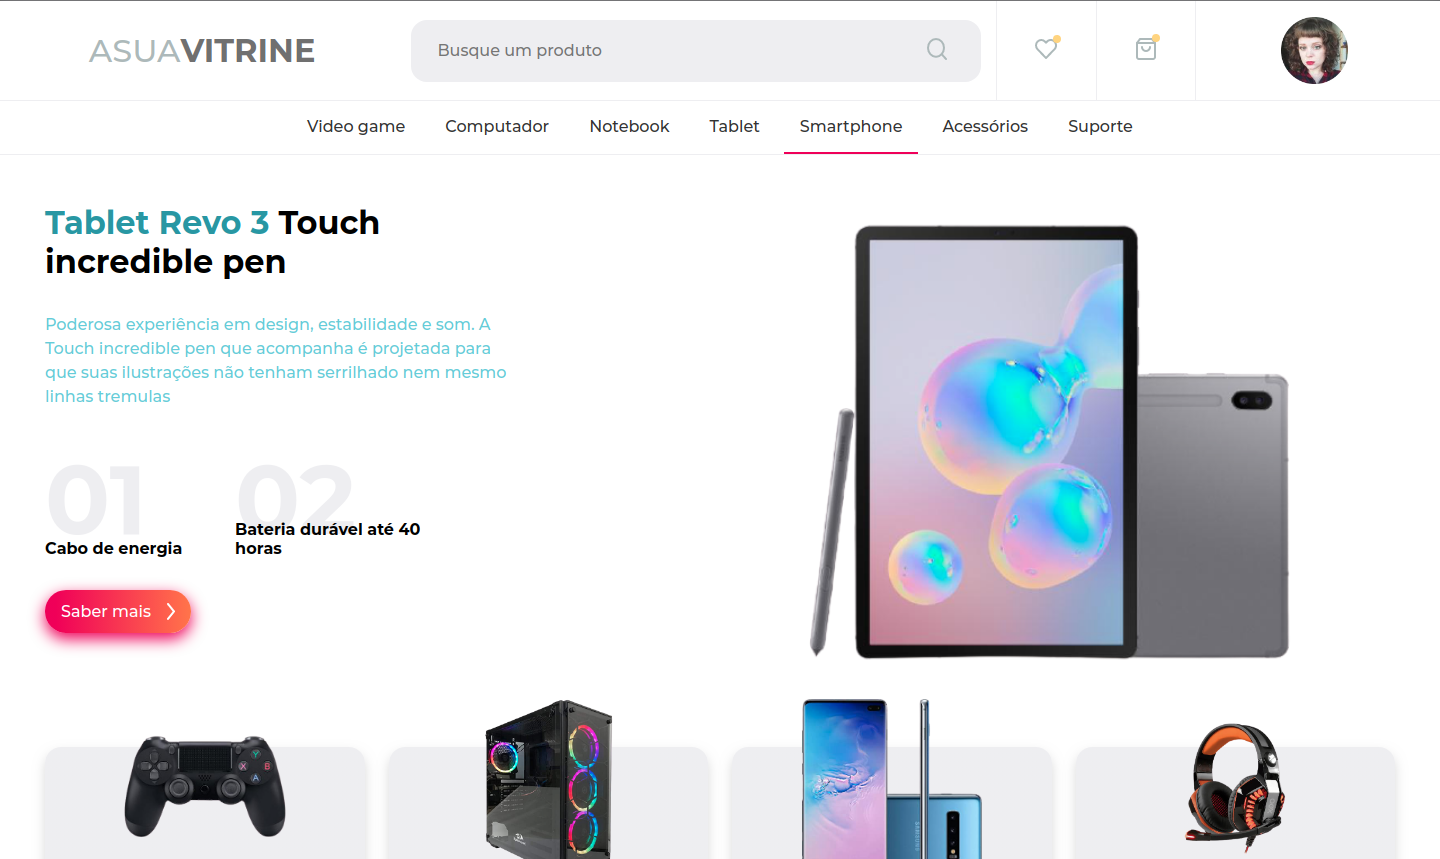 ASUAVITRINE
Busque um produto
Video game Computador Notebook Tablet Smartphone Acessórios Suporte
Tablet Revo 3 Touch
incredible pen
Poderosa experiência em design, estabilidade e som. A
Touch incredible pen que acompanha é projetada para
que suas ilustrações não tenham serrilhado nem mesmo
linhas tremulas
01 02
Cabo de energia
Bateria durável até 40
horas
Saber mais
Y
X B
A
SAMSUNG